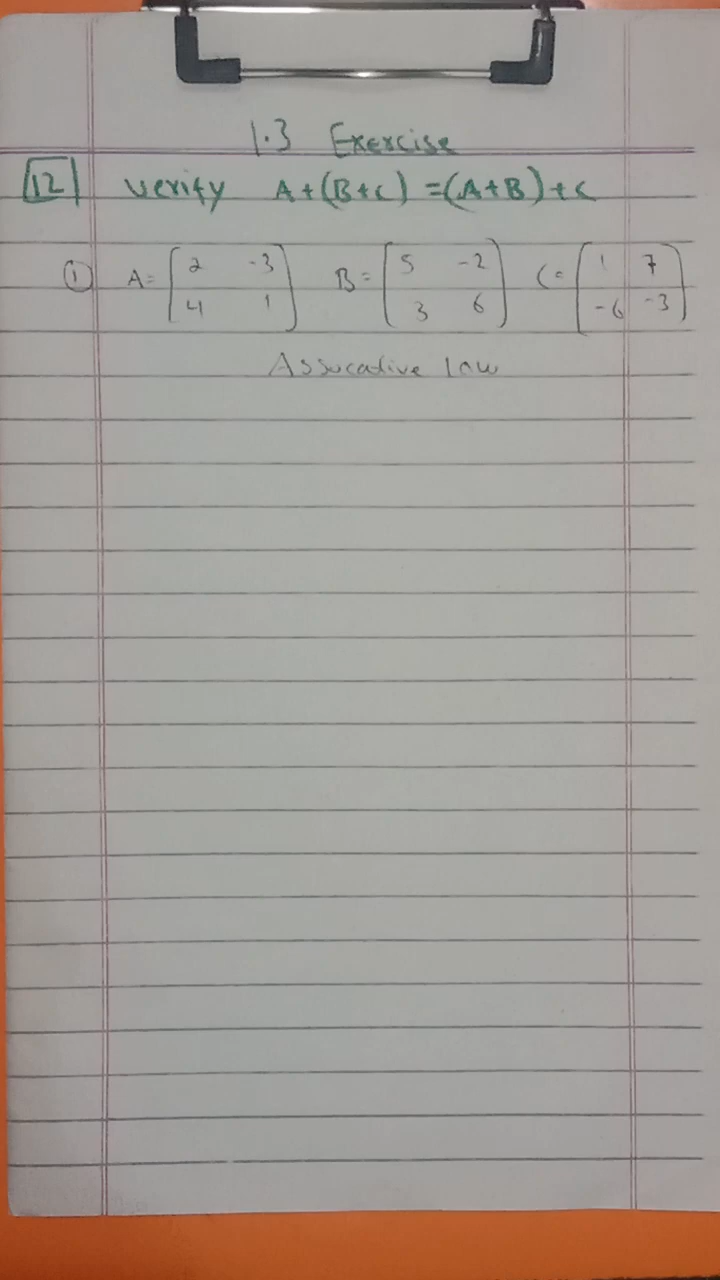 1.3 Exercise
12 Verify A+(B+C) =(A+B)+C
① A= [2 -3 B= [5 -2 C= [1 7
4 1] 3 6] -6 -3]
Assucative law